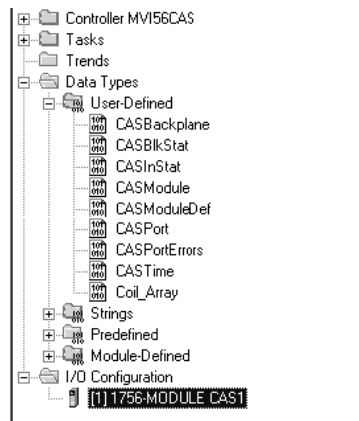 Controller MVI56CAS
Tasks
Trends
Data Types
User-Defined
CASBackplane
CASBlkStat
CASInStat
CASModule
CASModuleDef
CASPort
CASPortErrors
CASTime
Coil_Array
Strings
Predefined
Module-Defined
I/O Configuration
[1] 1756-MODULE CAS1